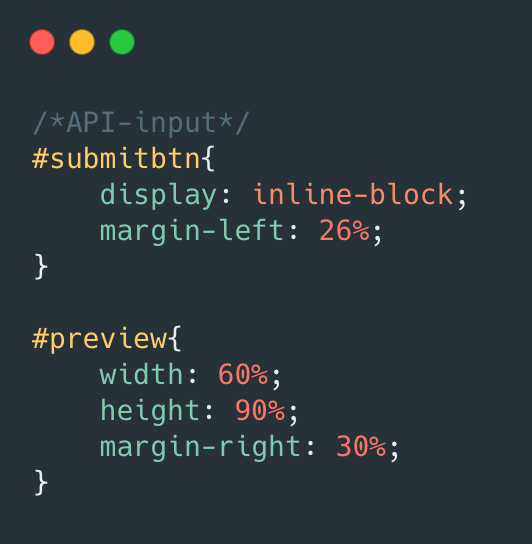 /*API-input*/
#submitbtn{
    display: inline-block;
    margin-left: 26%;
}

#preview{
    width: 60%;
    height: 90%;
    margin-right: 30%;
}